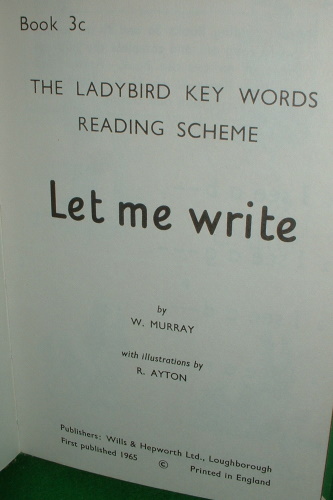 Book 3c
THE LADYBIRD KEY WORDS
READING SCHEME
Let me write
by
W. MURRAY
with illustrations by
R. AYTON
Publishers: Wills & Hepworth Ltd., Loughborough
First published 1965 © Printed in England